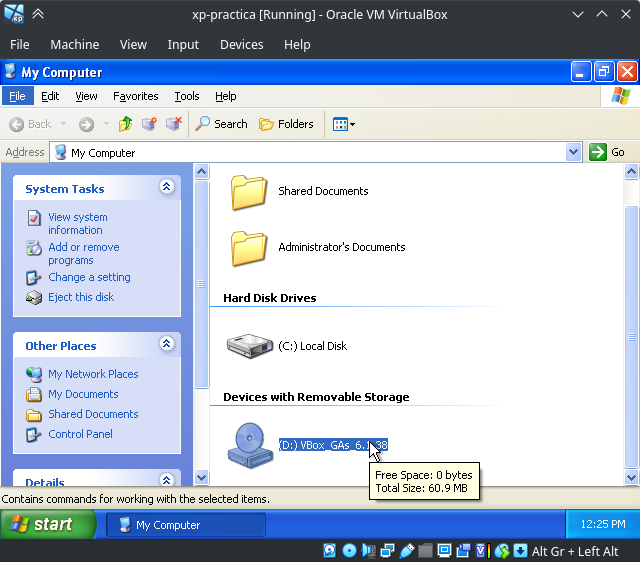 xp-practica [Running] - Oracle VM VirtualBox
File Machine View Input Devices Help
My Computer
File Edit View Favorites Tools Help
Back Search Folders
Address My Computer Go
System Tasks
View system
information
Add or remove
programs
Change a setting
Eject this disk
Other Places
My Network Places
My Documents
Shared Documents
Control Panel
Details
Shared Documents
Administrator's Documents
Hard Disk Drives
(C:) Local Disk
Devices with Removable Storage
(D:) VBox_GAs_6.1.38
Free Space: 0 bytes
Total Size: 60.9 MB
Contains commands for working with the selected items.
start My Computer 12:25 PM
Alt Gr + Left Alt